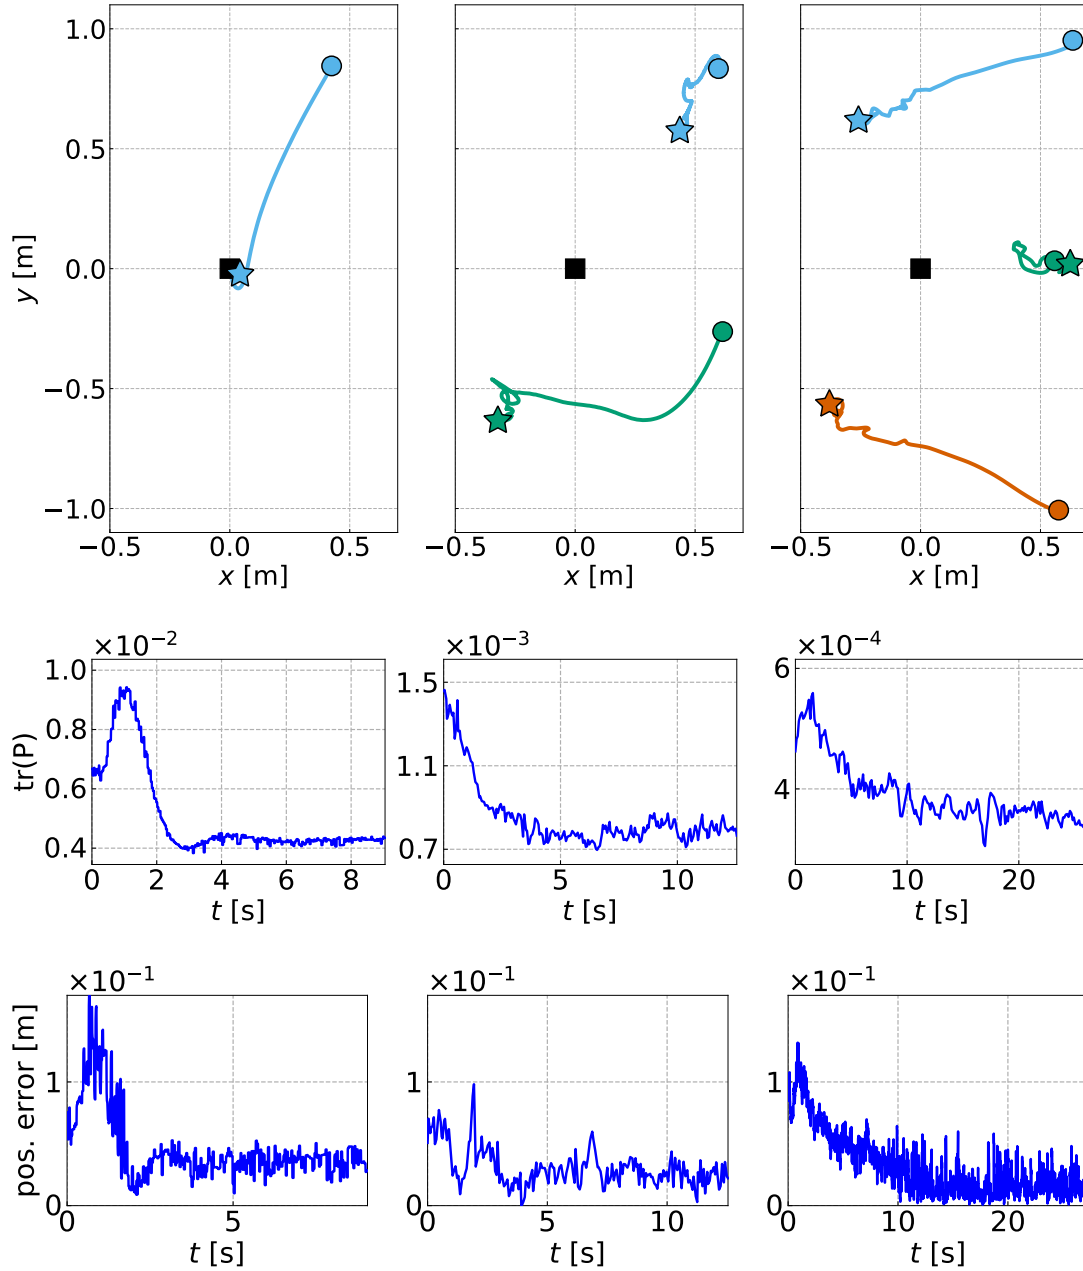 1.0
0.5
0.0
−0.5
−1.0
y [m]
−0.5 0.0 0.5
x [m]
−0.5 0.0 0.5
x [m]
−0.5 0.0 0.5
x [m]
×10⁻²
1.0
0.8
0.6
0.4
tr(P)
0 2 4 6 8
t [s]
×10⁻³
1.5
1.1
0.7
0 5 10
t [s]
×10⁻⁴
6
4
0 10 20
t [s]
×10⁻¹
1
0
pos. error [m]
0 5
t [s]
×10⁻¹
1
0
0 5 10
t [s]
×10⁻¹
1
0
0 10 20
t [s]